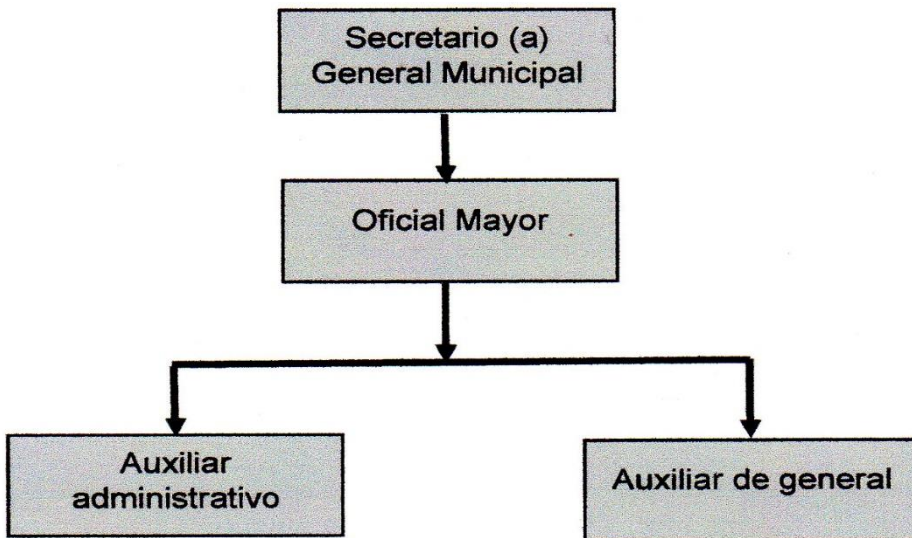 Secretario (a)
General Municipal
Oficial Mayor
Auxiliar
administrativo
Auxiliar de general